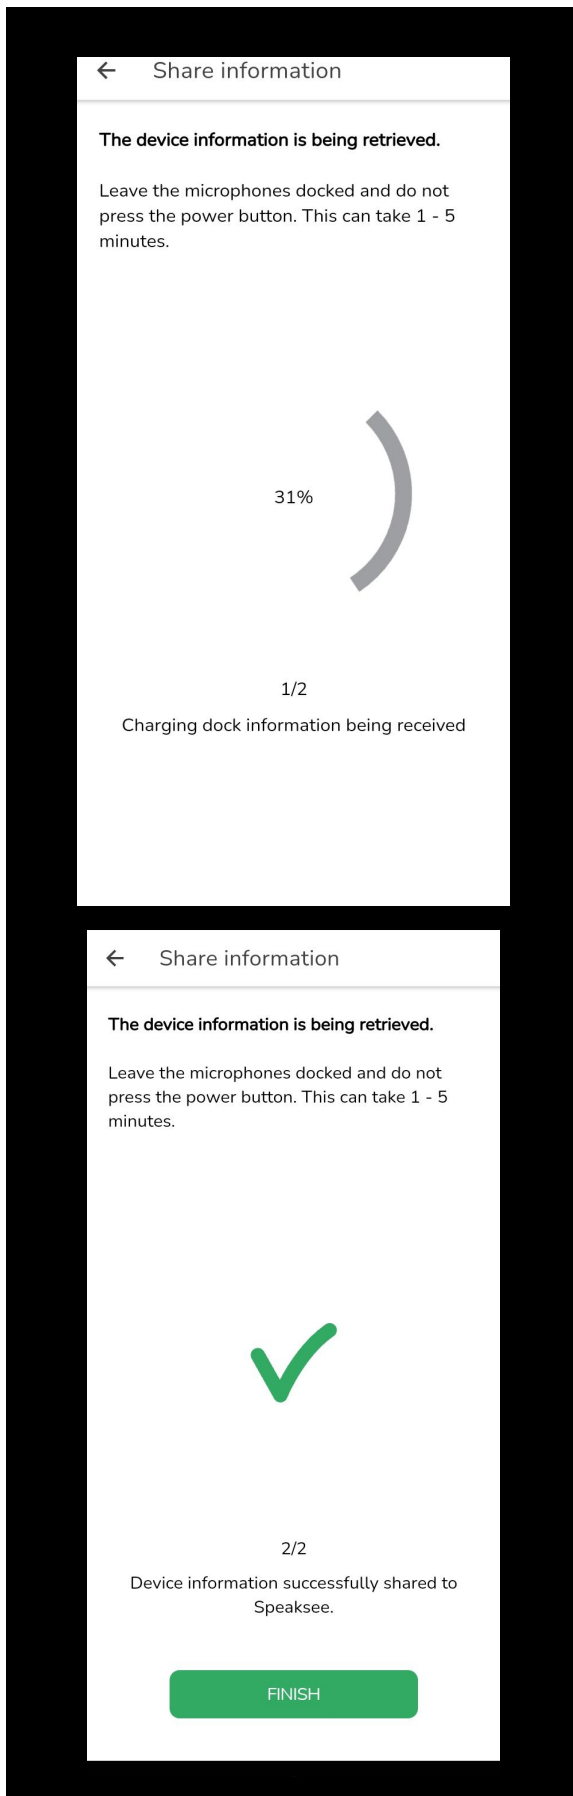 Share information
The device information is being retrieved.
Leave the microphones docked and do not
press the power button. This can take 1 - 5
minutes.
31%
1/2
Charging dock information being received
Share information
The device information is being retrieved.
Leave the microphones docked and do not
press the power button. This can take 1 - 5
minutes.
2/2
Device information successfully shared to
Speaksee.
FINISH